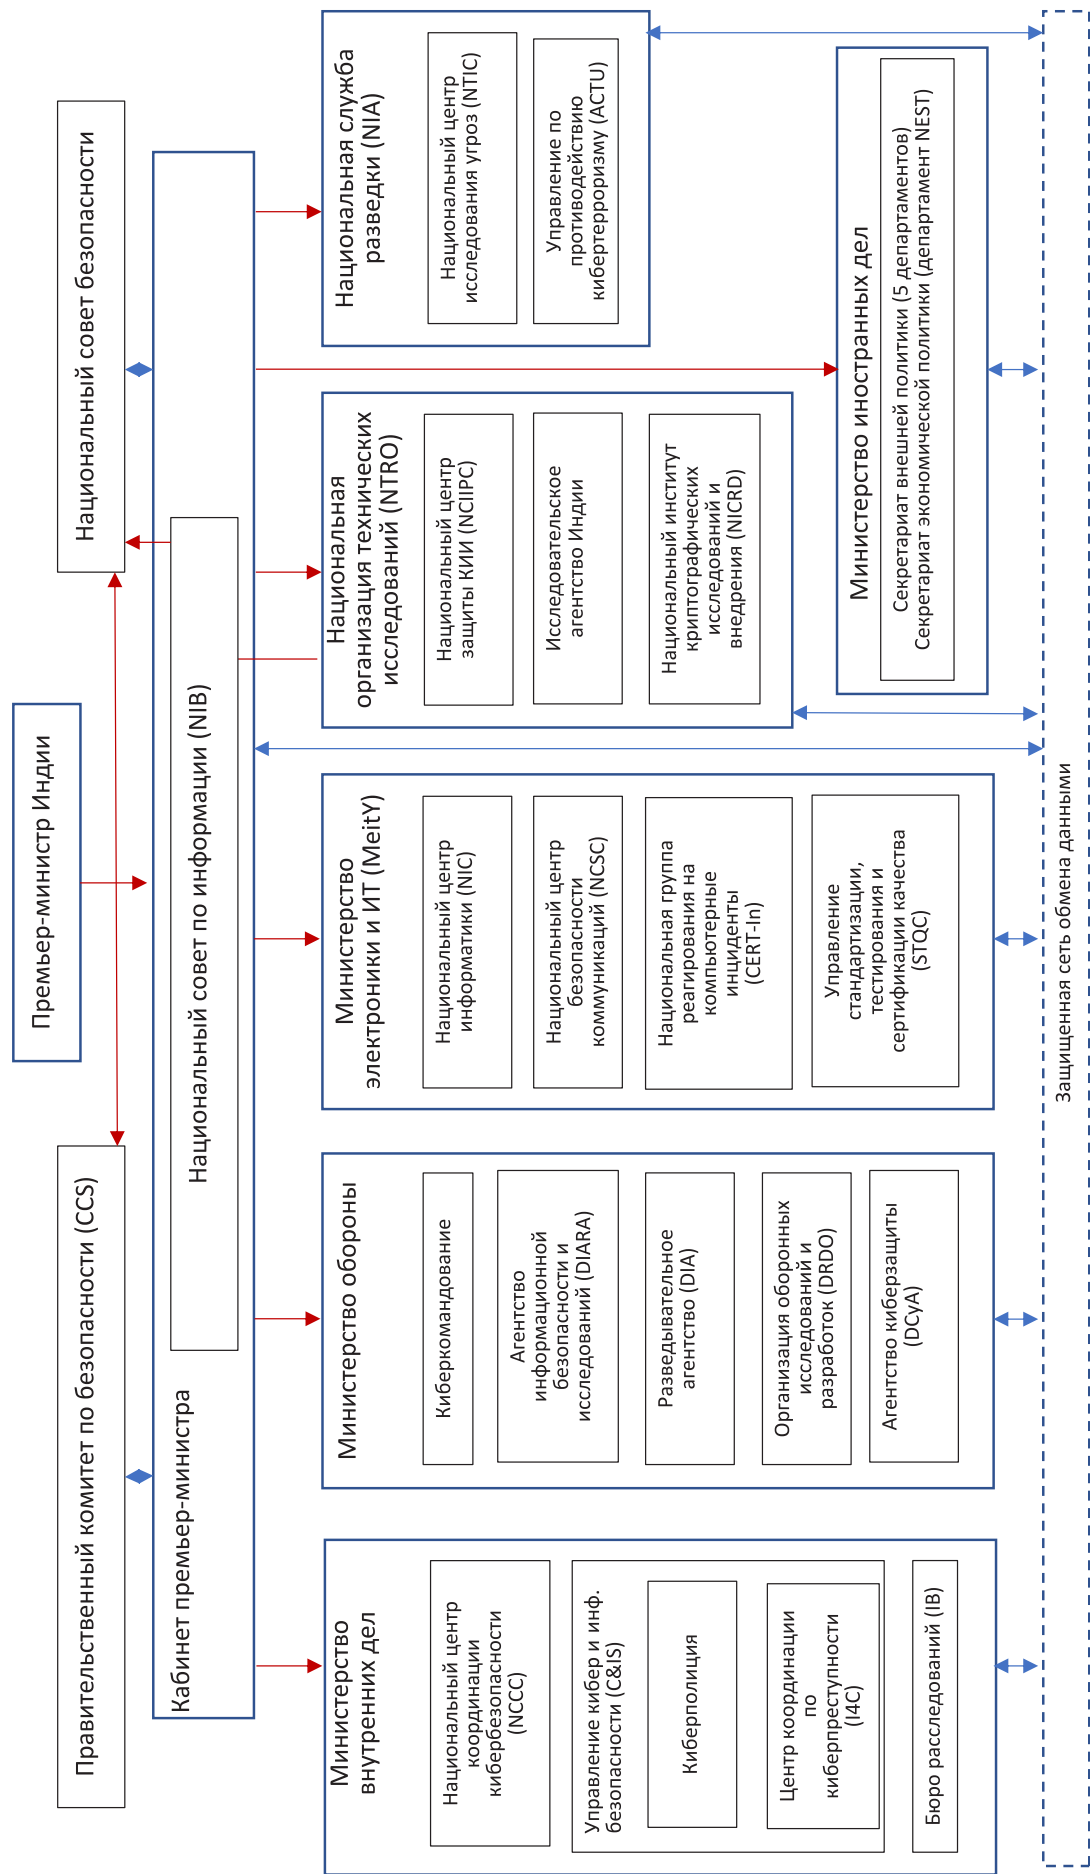 Премьер-министр Индии
Правительственный комитет по безопасности (CCS)
Национальный совет безопасности
Кабинет премьер-министра
Национальный совет по информации (NIB)
Министерство
внутренних дел
Национальный центр
координации
кибербезопасности
(NCCC)
Управление кибер и инф.
безопасности (C&IS)
Киберполиция
Центр координации
по
киберпреступности
(I4C)
Бюро расследований (IB)
Министерство обороны
Киберкомандование
Агентство
информационной
безопасности и
исследований (DIARA)
Разведывательное
агентство (DIA)
Организация оборонных
исследований и
разработок (DRDO)
Агентство киберзащиты
(DCyA)
Министерство
электроники и ИТ (MeitY)
Национальный центр
информатики (NIC)
Национальный центр
безопасности
коммуникаций (NCSC)
Национальная группа
реагирования на
компьютерные
инциденты
(CERT-In)
Управление
стандартизации,
тестирования и
сертификации качества
(STQC)
Национальная
организация технических
исследований (NTRO)
Национальный центр
защиты КИИ (NCIIPC)
Исследовательское
агентство Индии
Национальный институт
криптографических
исследований и
внедрения (NICRD)
Национальная служба
разведки (NIA)
Национальный центр
исследования угроз (NTIC)
Управление по
противодействию
кибертерроризму (ACTU)
Министерство иностранных дел
Секретариат внешней политики (5 департаментов)
Секретариат экономической политики (департамент NEST)
Защищенная сеть обмена данными